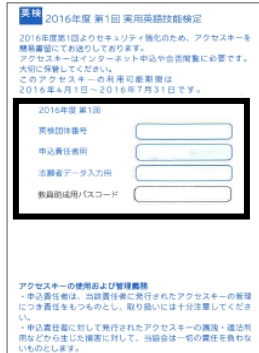 英検 2016年度 第1回 実用英語技能検定
2016年度第1回よりセキュリティ強化のため、アクセスキーを
簡易書留にてお送りしております。
アクセスキーはインターネット申込や合否閲覧に必要です。
大切に保管してください。
このアクセスキーの利用可能期間は
2016年4月1日～2016年7月31日です。
2016年度 第1回
英検団体番号
申込責任者用
志願者データ入力用
教員助成用パスコード
アクセスキーの使用および管理義務
・申込責任者は、当該責任者に発行されたアクセスキーの管理
につき責任をもつものとし、取り扱いには十分注意してくださ
い。
・申込責任者に対して発行されたアクセスキーの漏洩・違法利
用などから生じた損害に対して、当協会は一切の責任を負わな
いものとします。